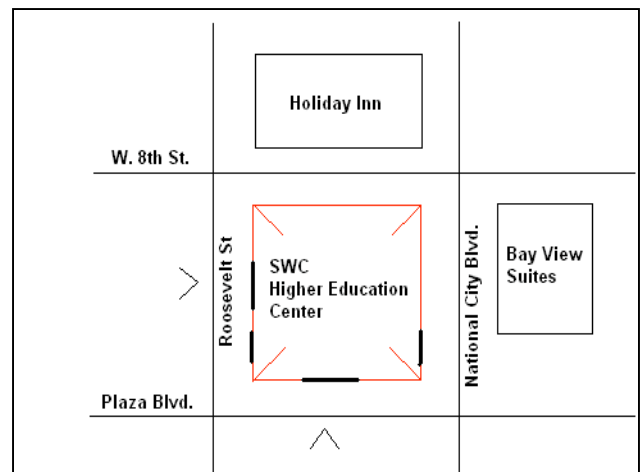 Holiday Inn
W. 8th St.
Roosevelt St
SWC
Higher Education
Center
National City Blvd.
Bay View
Suites
Plaza Blvd.